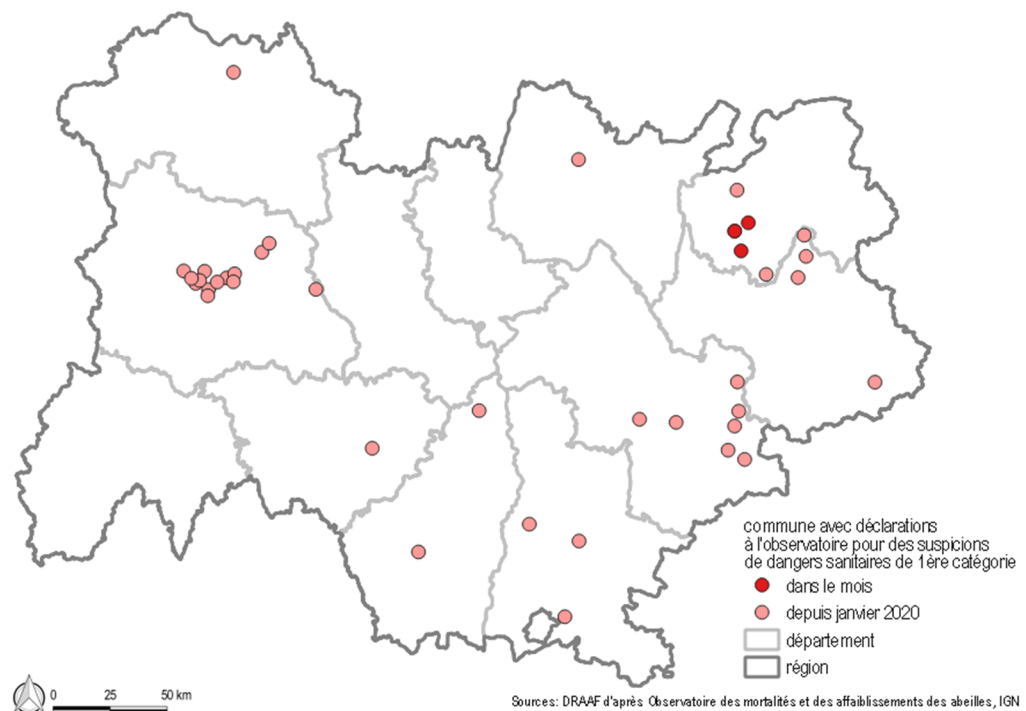 commune avec déclarations
à l'observatoire pour des suspicions
de dangers sanitaires de 1ère catégorie
dans le mois
depuis janvier 2020
département
région
0 25 50 km
Sources: DRAAF d'après Observatoire des mortalités et des affaiblissements des abeilles, IGN